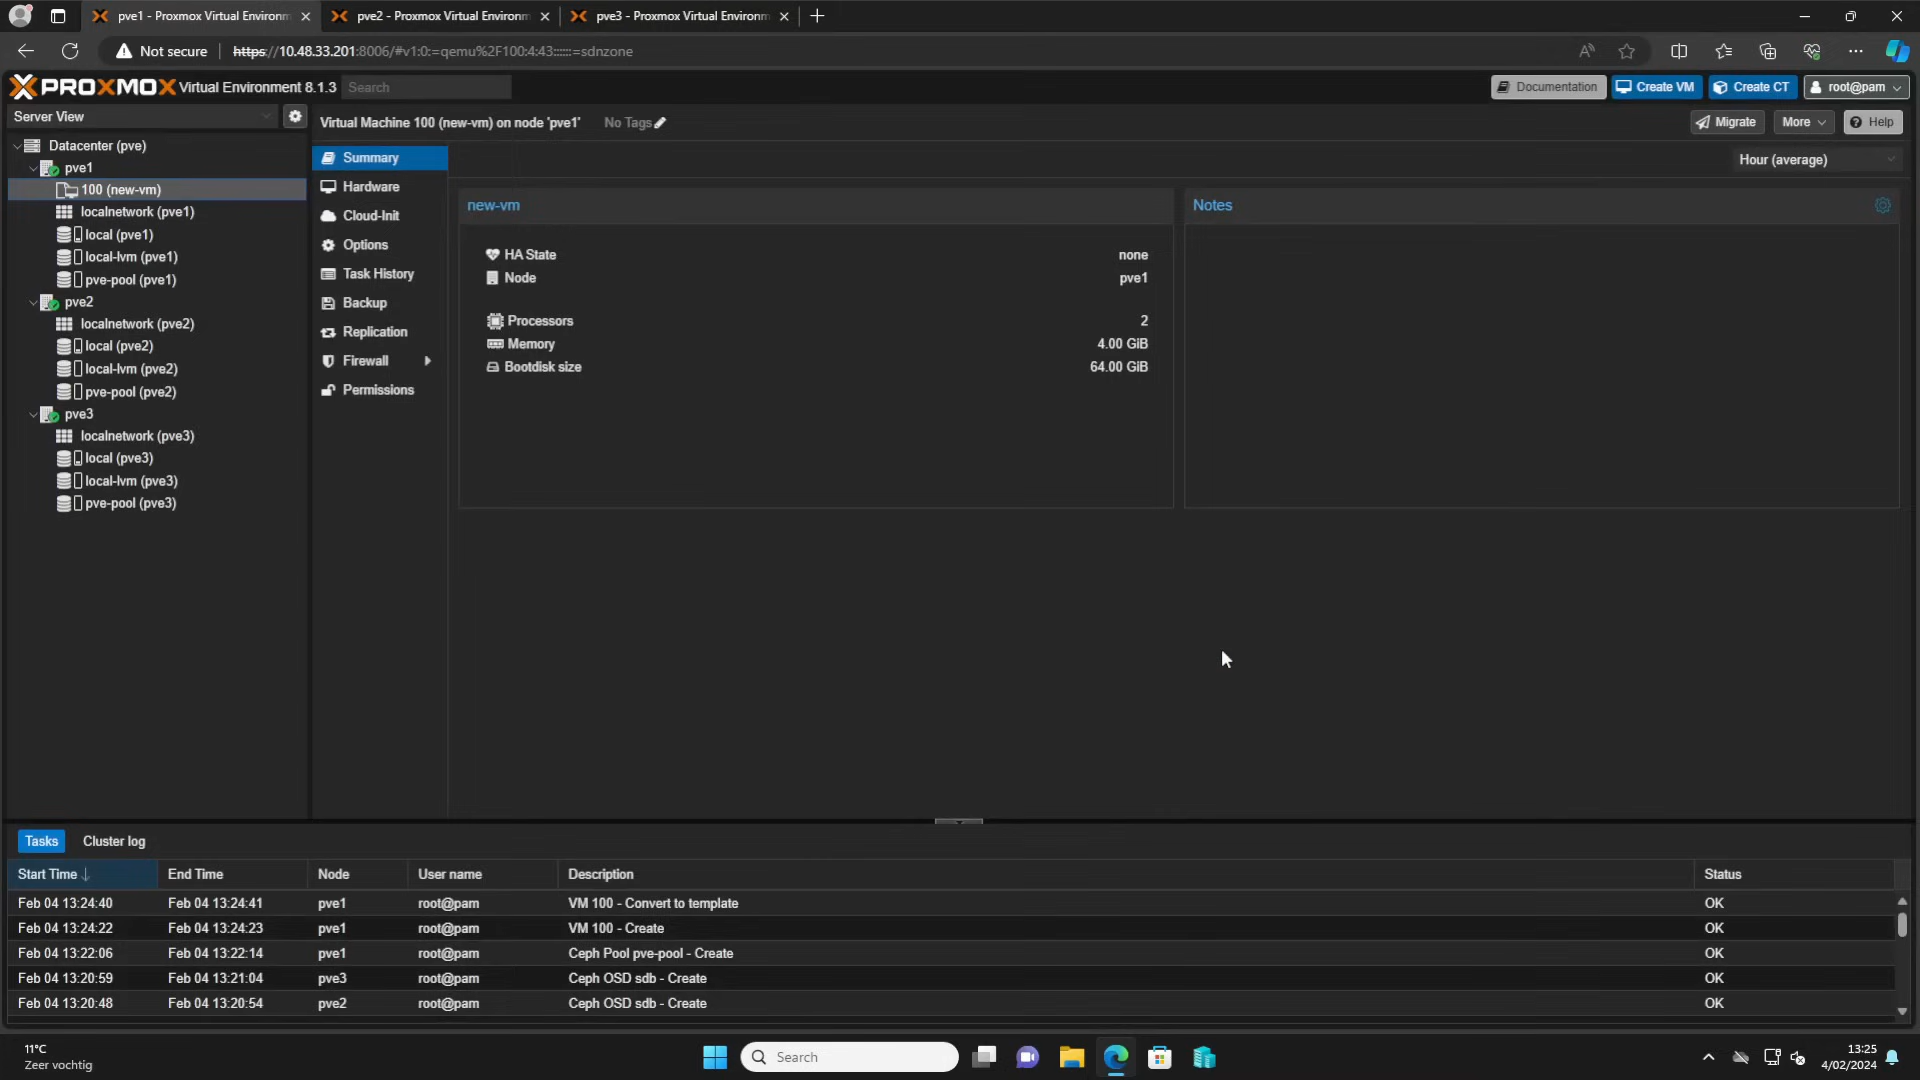 pve1 - Proxmox Virtual Environm
pve2 - Proxmox Virtual Environm
pve3 - Proxmox Virtual Environm
Not secure
https://10.48.33.201:8006/#v1:0:=qemu%2F100:4:43::::::=sdnzone
PROXMOX Virtual Environment 8.1.3
Search
Documentation
Create VM
Create CT
root@pam
Server View
Virtual Machine 100 (new-vm) on node 'pve1'
No Tags
Migrate
More
Help
Datacenter (pve)
pve1
100 (new-vm)
localnetwork (pve1)
local (pve1)
local-lvm (pve1)
pve-pool (pve1)
pve2
localnetwork (pve2)
local (pve2)
local-lvm (pve2)
pve-pool (pve2)
pve3
localnetwork (pve3)
local (pve3)
local-lvm (pve3)
pve-pool (pve3)
Summary
Hardware
Cloud-Init
Options
Task History
Backup
Replication
Firewall
Permissions
Hour (average)
new-vm
HA State none
Node pve1
Processors 2
Memory 4.00 GiB
Bootdisk size 64.00 GiB
Notes
Tasks
Cluster log
Start Time End Time Node User name Description Status
Feb 04 13:24:40 Feb 04 13:24:41 pve1 root@pam VM 100 - Convert to template OK
Feb 04 13:24:22 Feb 04 13:24:23 pve1 root@pam VM 100 - Create OK
Feb 04 13:22:06 Feb 04 13:22:14 pve1 root@pam Ceph Pool pve-pool - Create OK
Feb 04 13:20:59 Feb 04 13:21:04 pve3 root@pam Ceph OSD sdb - Create OK
Feb 04 13:20:48 Feb 04 13:20:54 pve2 root@pam Ceph OSD sdb - Create OK
11°C
Zeer vochtig
Search
13:25
4/02/2024